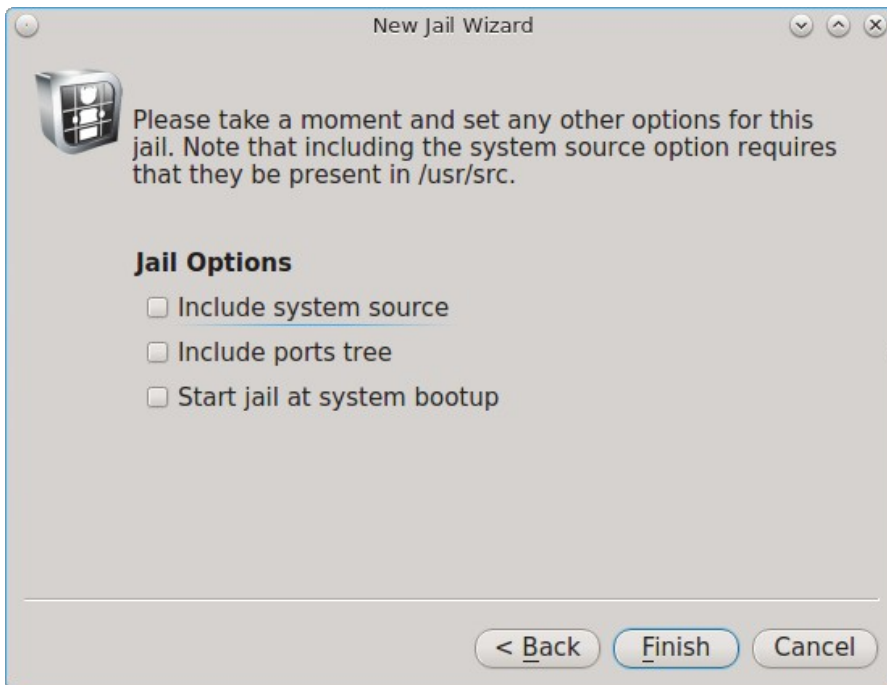 New Jail Wizard
Please take a moment and set any other options for this
jail. Note that including the system source option requires
that they be present in /usr/src.
Jail Options
Include system source
Include ports tree
Start jail at system bootup
< Back
Finish
Cancel